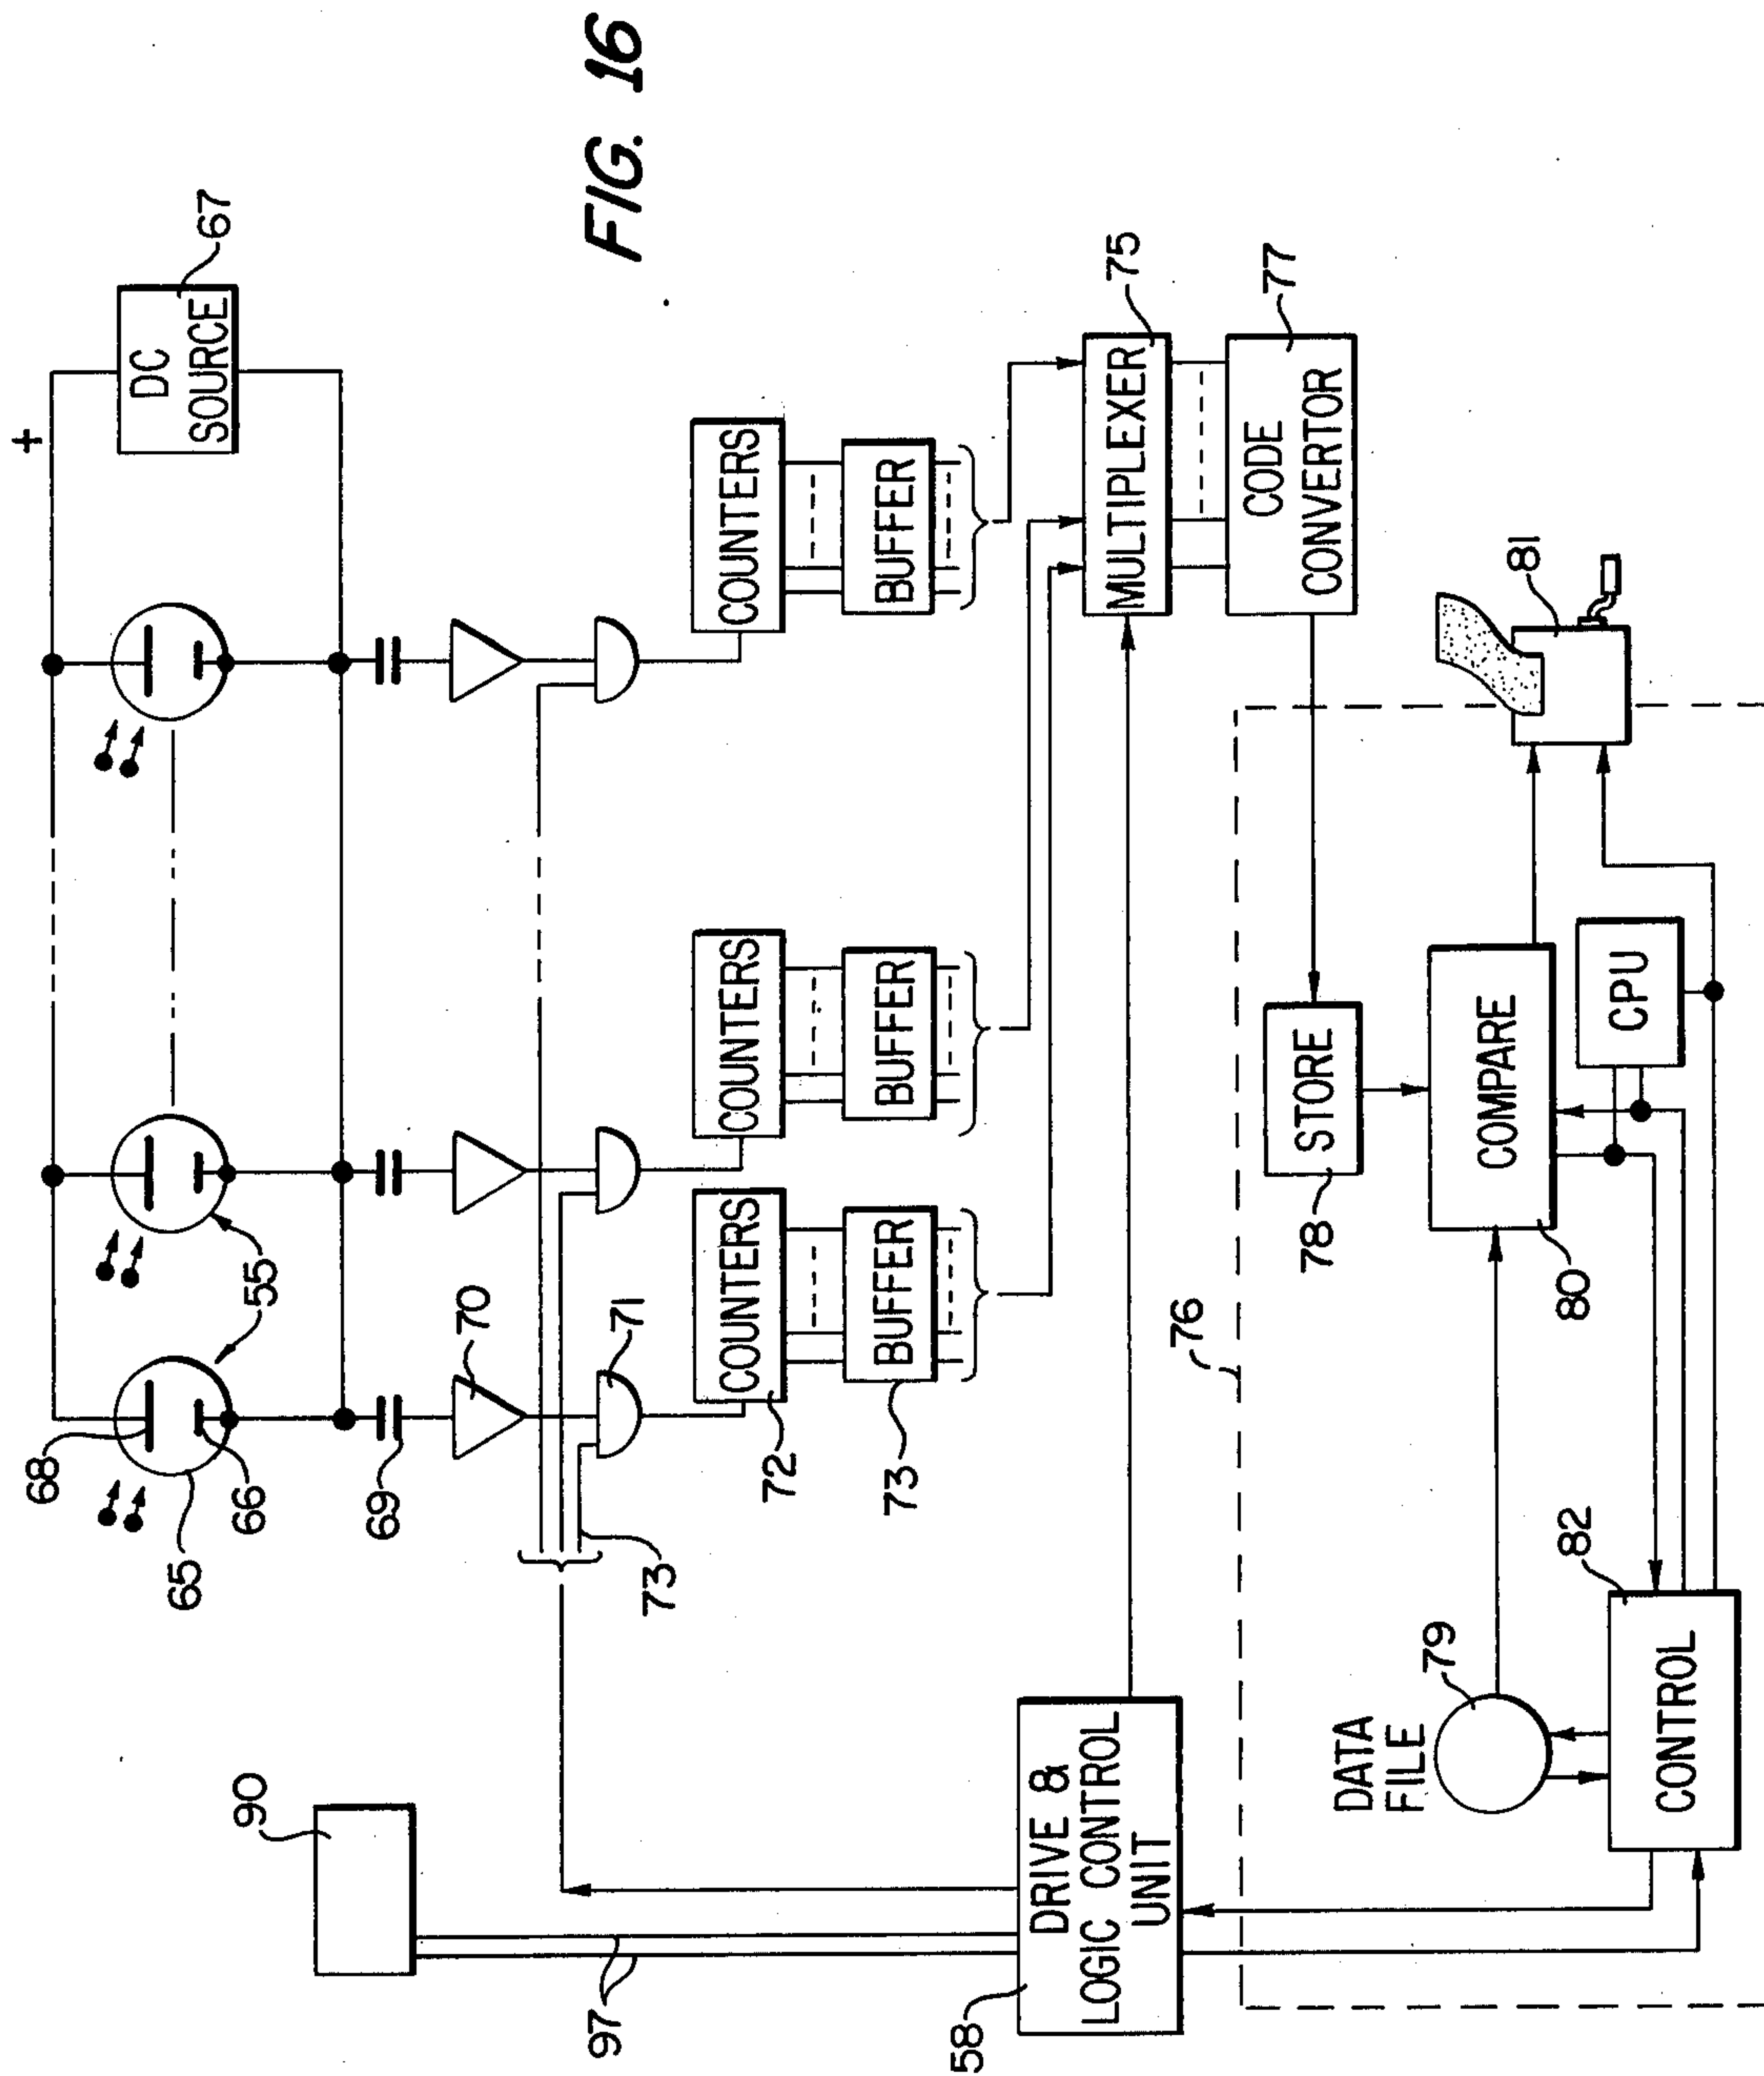 FIG. 16
+
DC
SOURCE
67
68
65
66
55
69
70
71
73
COUNTERS
COUNTERS
COUNTERS
72
BUFFER
BUFFER
BUFFER
73
90
97
DRIVE &
LOGIC CONTROL
UNIT
58
MULTIPLEXER
75
CODE
CONVERTOR
77
76
STORE
78
COMPARE
80
CPU
81
DATA
FILE
79
CONTROL
82